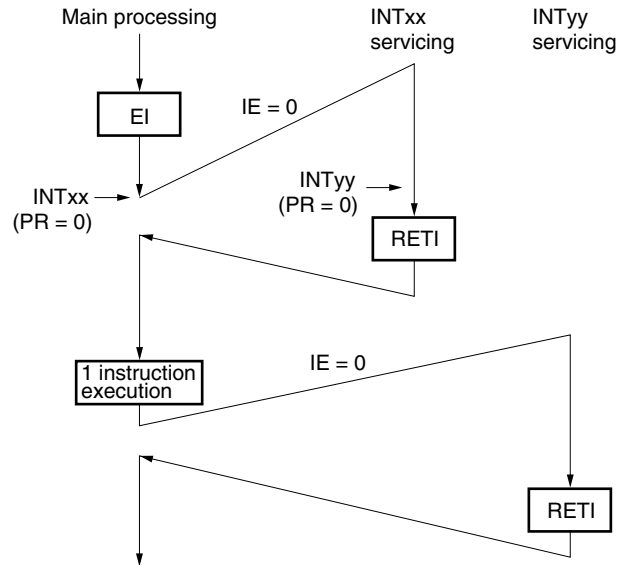 Main processing
INTxx
servicing
INTyy
servicing
EI
IE = 0
INTxx
(PR = 0)
INTyy
(PR = 0)
RETI
1 instruction
execution
IE = 0
RETI